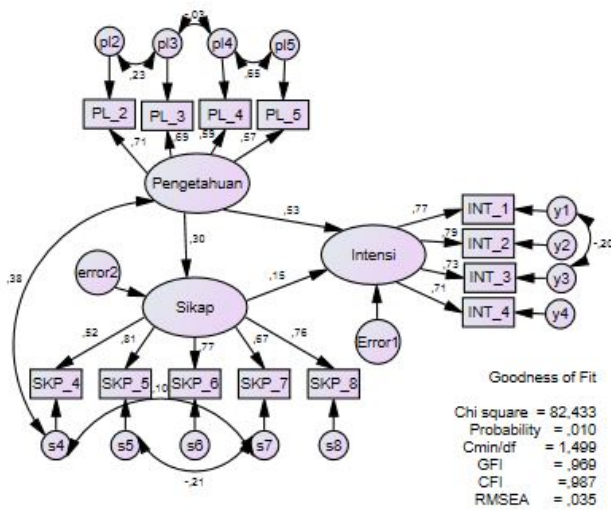 -,03
pl2 pl3 pl4 pl5
,23 ,65
PL_2 PL_3 PL_4 PL_5
,71 ,69 ,59 ,57
Pengetahuan
,53 ,77 INT_1 y1
,38 ,30 ,79 INT_2 y2 -,20
error2 Intensi ,73 INT_3 y3
Sikap ,15 ,71 INT_4 y4
Error1
,52 ,81 ,77 ,67 ,76
SKP_4 SKP_5 SKP_6 SKP_7 SKP_8
,10
s4 s5 s6 s7 s8
-,21
Goodness of Fit
Chi square = 82,433
Probability = ,010
Cmin/df = 1,499
GFI =,969
CFI =,987
RMSEA = ,035